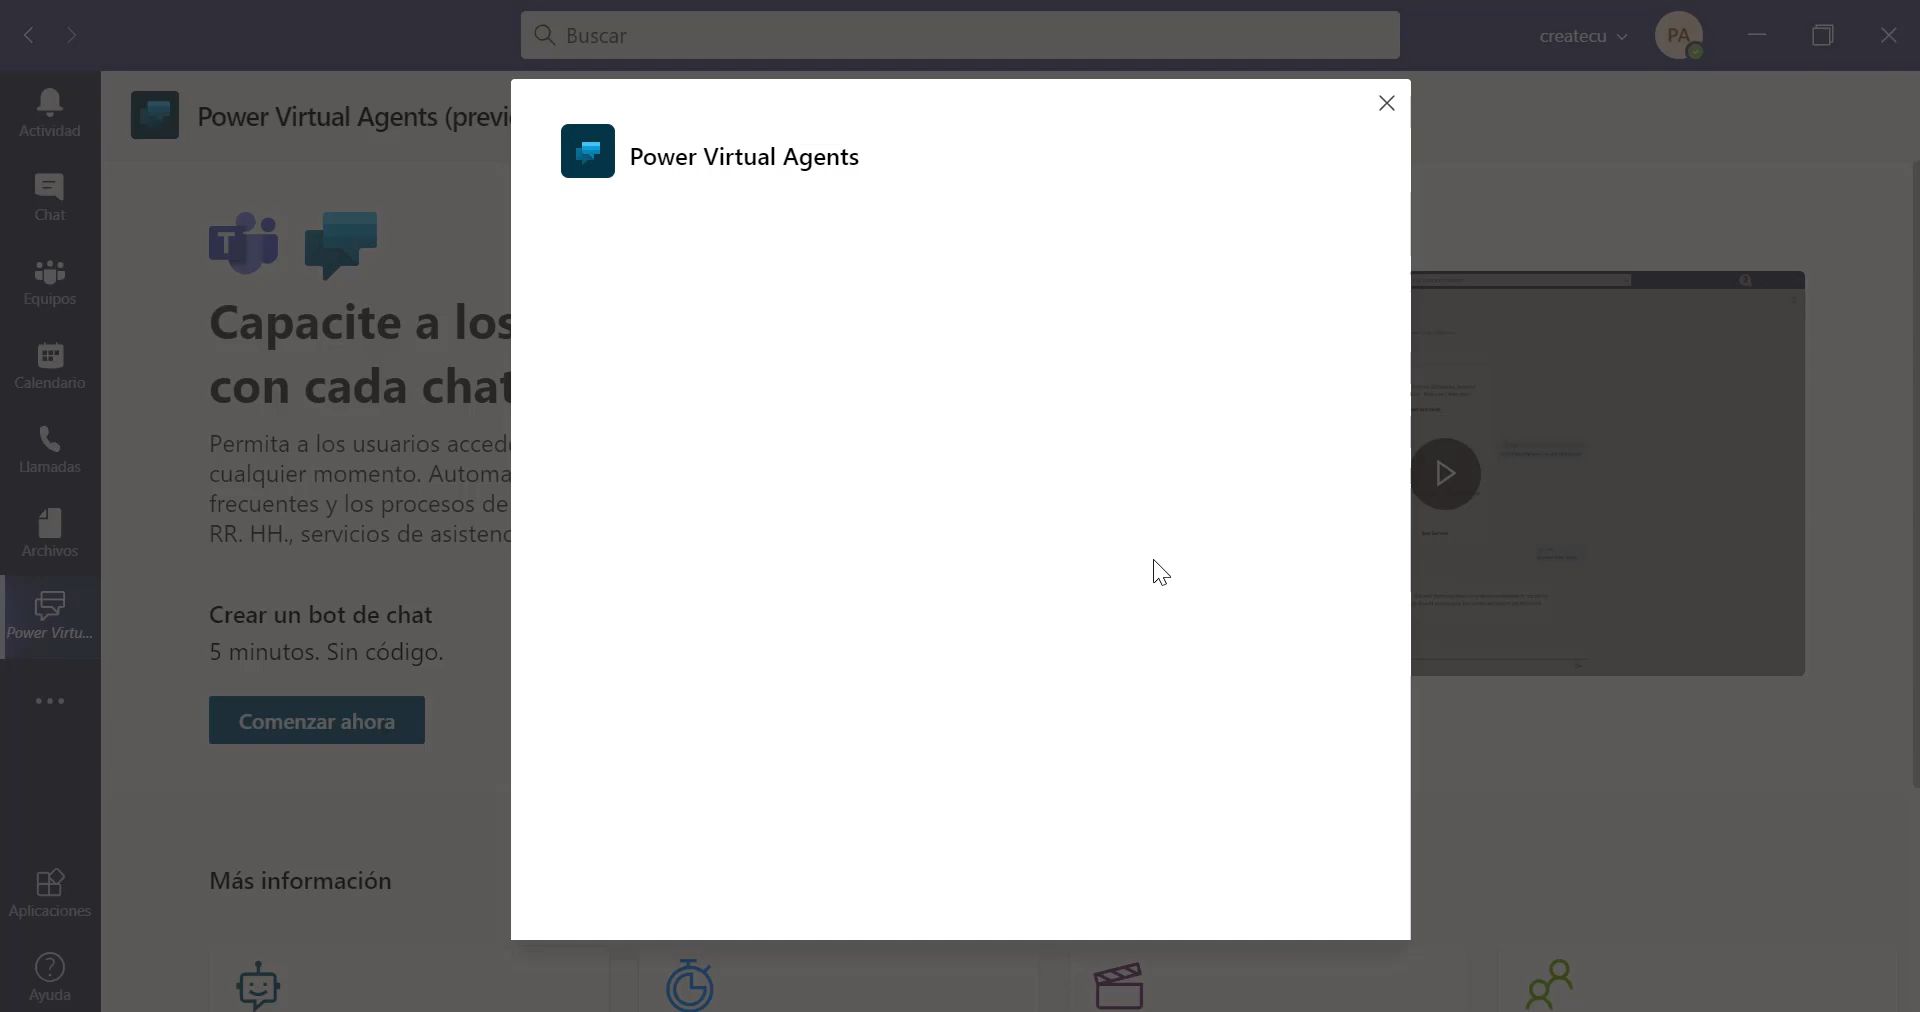 Buscar
createcu
PA
Actividad
Chat
Equipos
Calendario
Llamadas
Archivos
Power Virtu...
Aplicaciones
Ayuda
Power Virtual Agents (previ
Power Virtual Agents
T
Capacite a los
con cada chat
Permita a los usuarios accede
cualquier momento. Automa
frecuentes y los procesos de
RR. HH., servicios de asistenc
Crear un bot de chat
5 minutos. Sin código.
Comenzar ahora
Más información